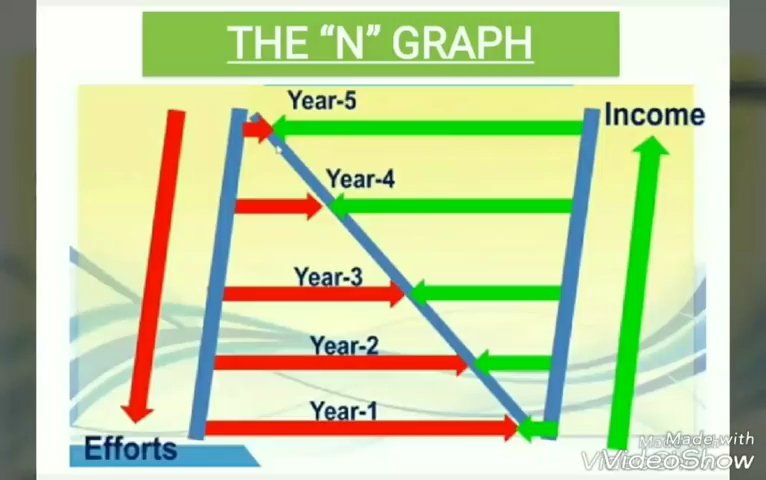 THE “N” GRAPH
Year-5
Income
Year-4
Year-3
Year-2
Year-1
Efforts
Made with
VideoShow